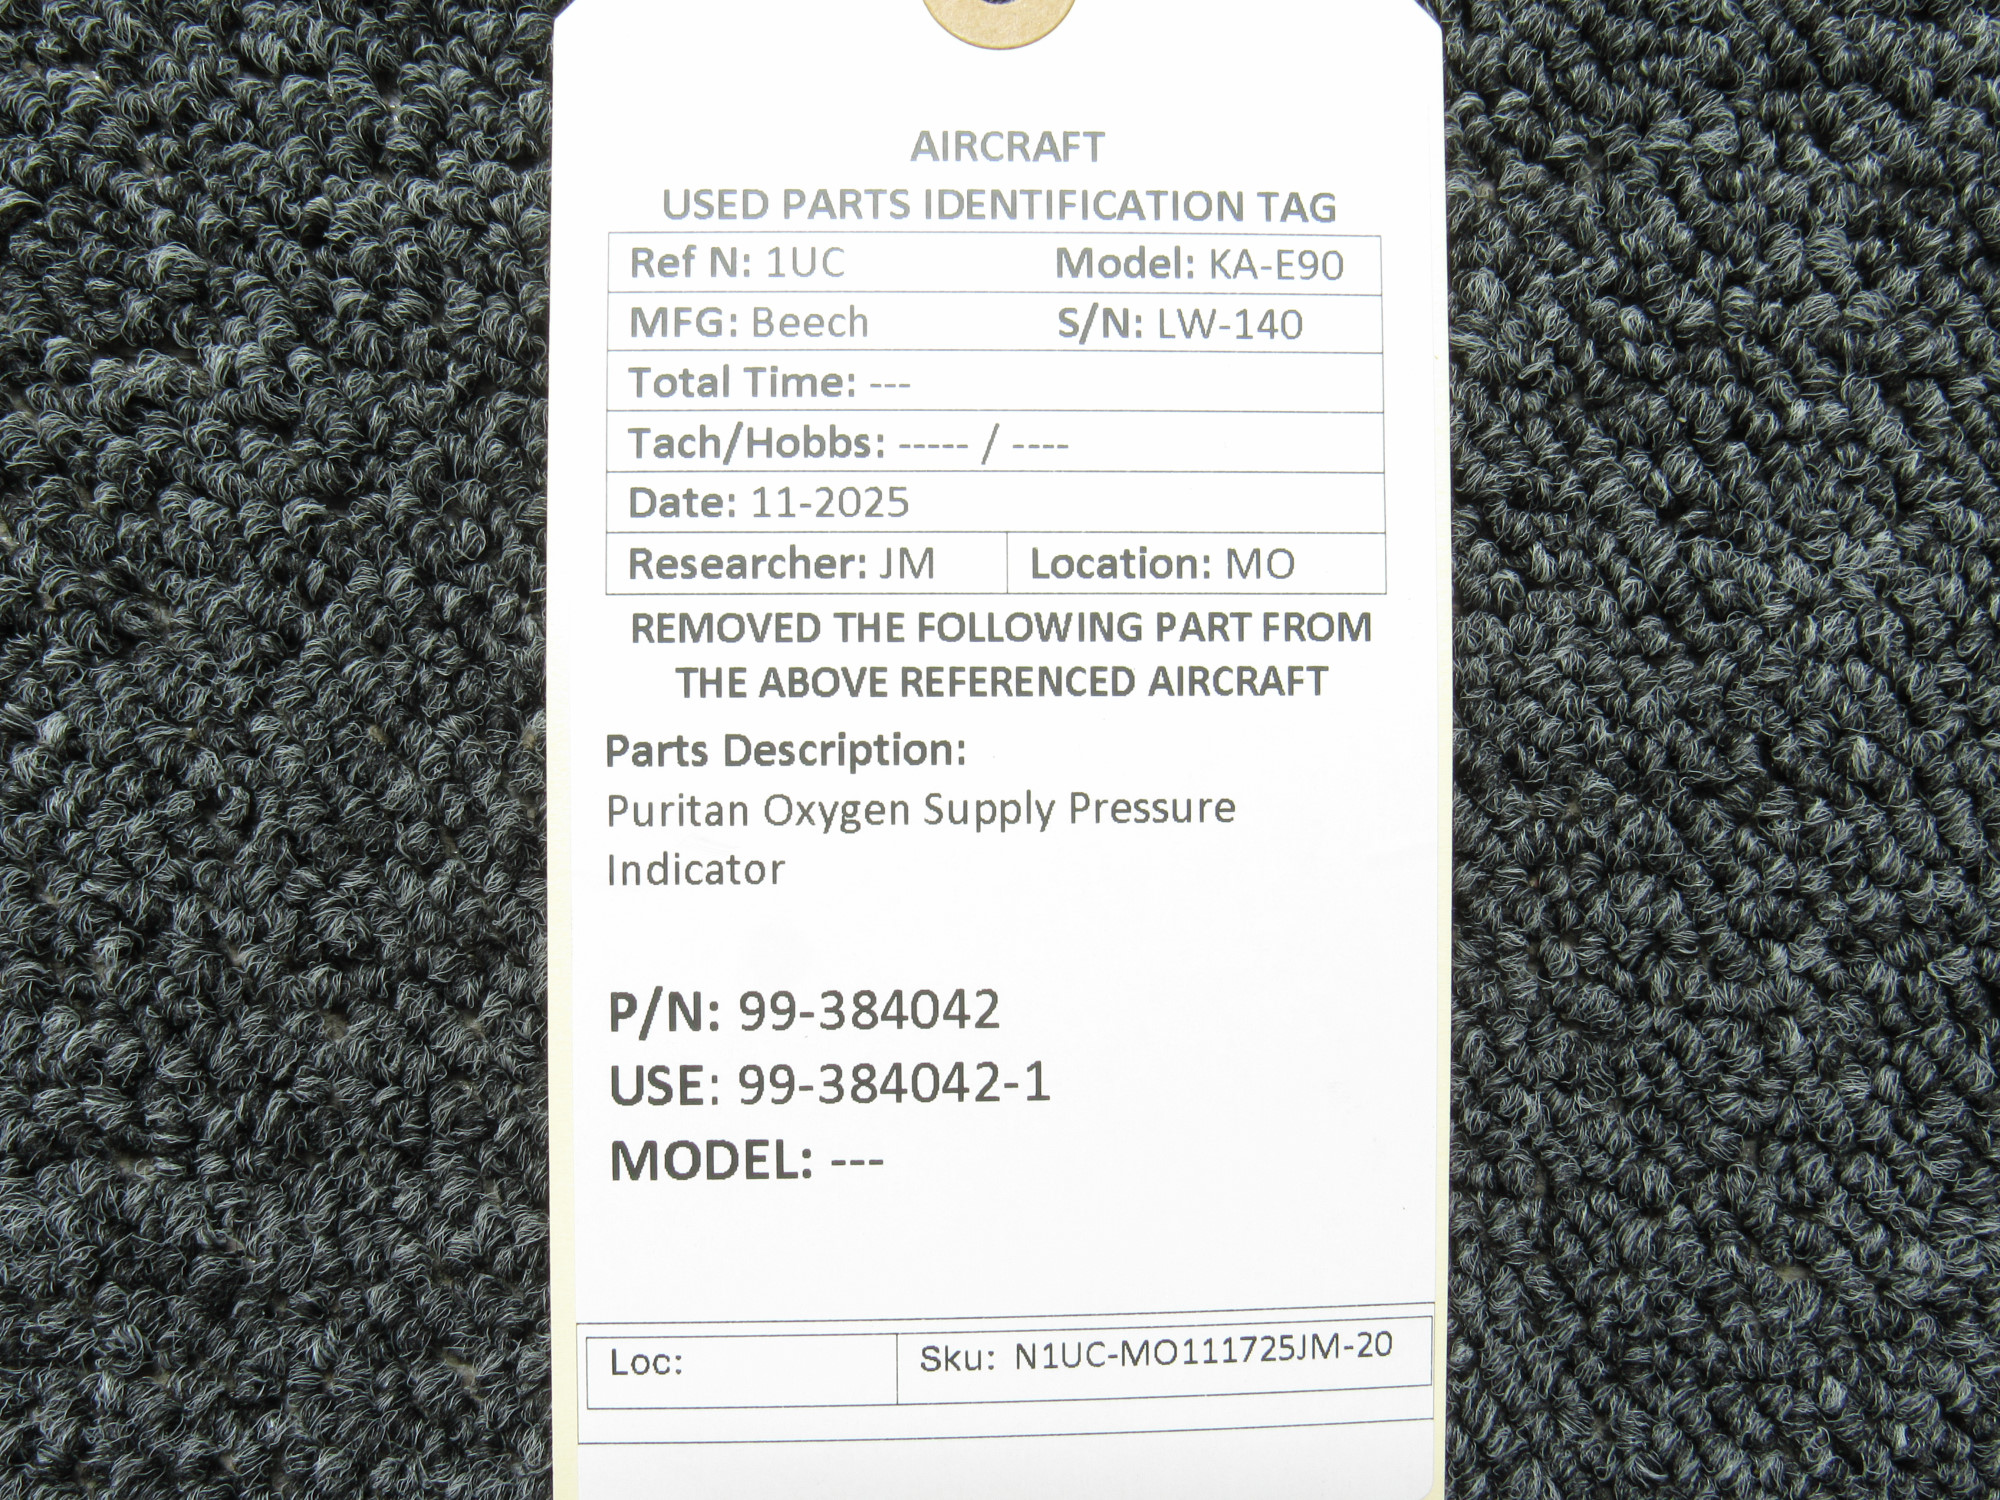 AIRCRAFT
USED PARTS IDENTIFICATION TAG
Ref N: 1UC Model: KA-E90
MFG: Beech S/N: LW-140
Total Time: ---
Tach/Hobbs: ----- / ----
Date: 11-2025
Researcher: JM Location: MO
REMOVED THE FOLLOWING PART FROM
THE ABOVE REFERENCED AIRCRAFT
Parts Description:
Puritan Oxygen Supply Pressure
Indicator
P/N: 99-384042
USE: 99-384042-1
MODEL: ---
Loc: Sku: N1UC-MO111725JM-20